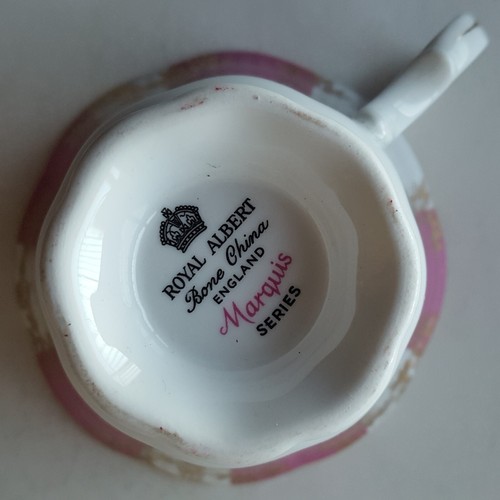 ROYAL ALBERT
Bone China
ENGLAND
Marquis
SERIES